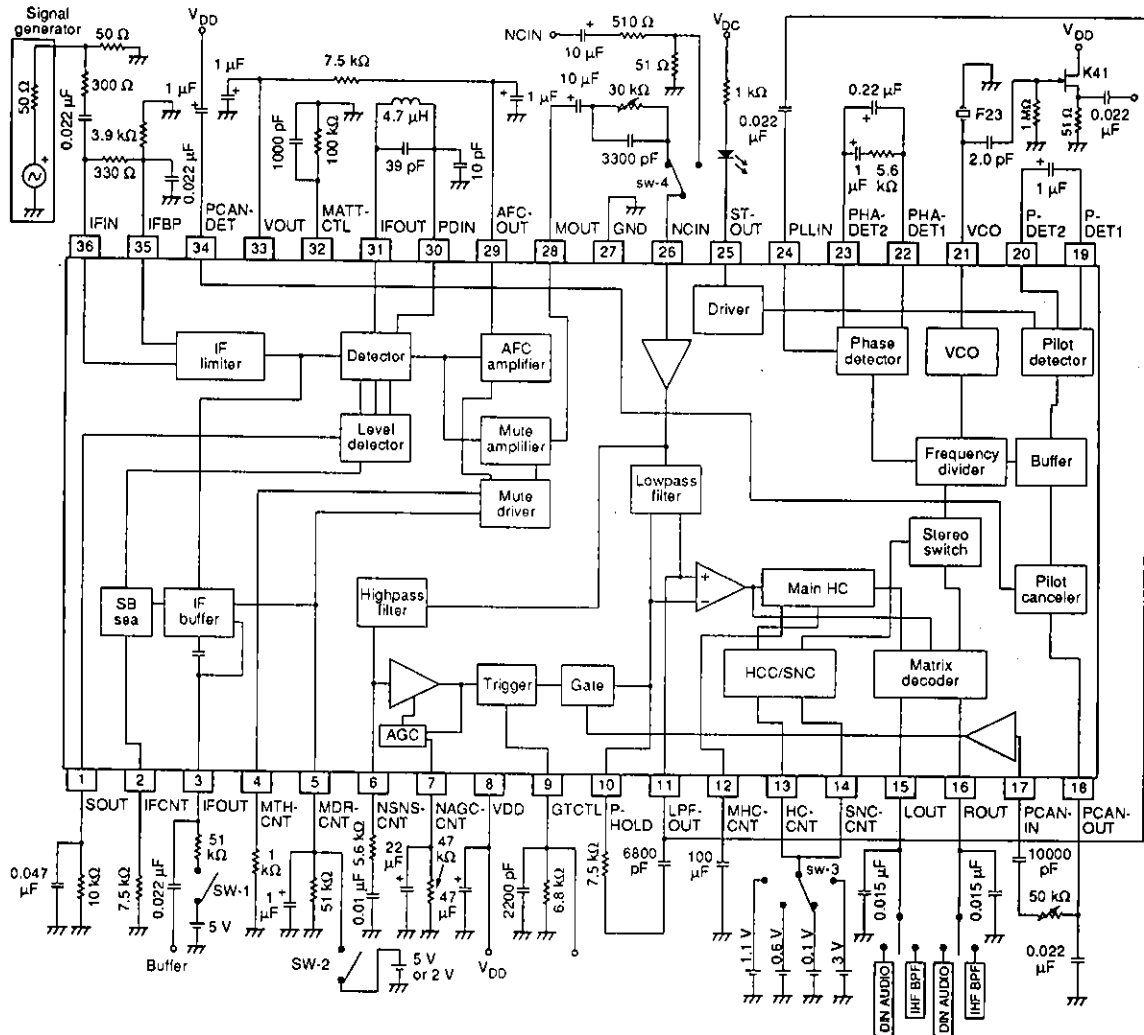 Signal generator
50 Ω
50 Ω
300 Ω
0.022 µF
3.9 kΩ
330 Ω
0.022 µF
VDD
1 µF
1 µF
7.5 kΩ
1000 pF
100 kΩ
4.7 µH
39 pF
10 pF
1 µF
NCIN
10 µF
510 Ω
51 Ω
10 µF
30 kΩ
3300 pF
sw-4
VDC
1 kΩ
0.022 µF
0.22 µF
1 µF
5.6 kΩ
F23
2.0 pF
1 MΩ
VDD
K41
51 Ω
0.022 µF
1 µF
IFIN
IFBP
PCAN-DET
VOUT
MATT-CTL
IFOUT
PDIN
AFC-OUT
MOUT
GND
NCIN
ST-OUT
PLLIN
PHA-DET2
PHA-DET1
VCO
P-DET2
P-DET1
36
35
34
33
32
31
30
29
28
27
26
25
24
23
22
21
20
19
IF limiter
Detector
AFC amplifier
Level detector
Mute amplifier
Mute driver
Driver
Phase detector
VCO
Pilot detector
Frequency divider
Buffer
Lowpass filter
Stereo switch
SB sea
IF buffer
Highpass filter
+
−
Main HC
Pilot canceler
HCC/SNC
Matrix decoder
Trigger
Gate
AGC
1
2
3
4
5
6
7
8
9
10
11
12
13
14
15
16
17
18
SOUT
IFCNT
IFOUT
MTH-CNT
MDR-CNT
NSNS-CNT
NAGC-CNT
VDD
GTCTL
P-HOLD
LPF-OUT
MHC-CNT
HC-CNT
SNC-CNT
LOUT
ROUT
PCAN-IN
PCAN-OUT
0.047 µF
10 kΩ
7.5 kΩ
0.022 µF
51 kΩ
SW-1
5 V
Buffer
1 kΩ
1 µF
51 kΩ
SW-2
5 V or 2 V
0.01 µF
5.6 kΩ
22 µF
47 kΩ
47 µF
VDD
2200 pF
6.8 kΩ
7.5 kΩ
6800 pF
100 µF
sw-3
1.1 V
0.6 V
0.1 V
3 V
0.015 µF
0.015 µF
DIN AUDIO
IHF BPF
DIN AUDIO
IHF BPF
10000 pF
50 kΩ
0.022 µF